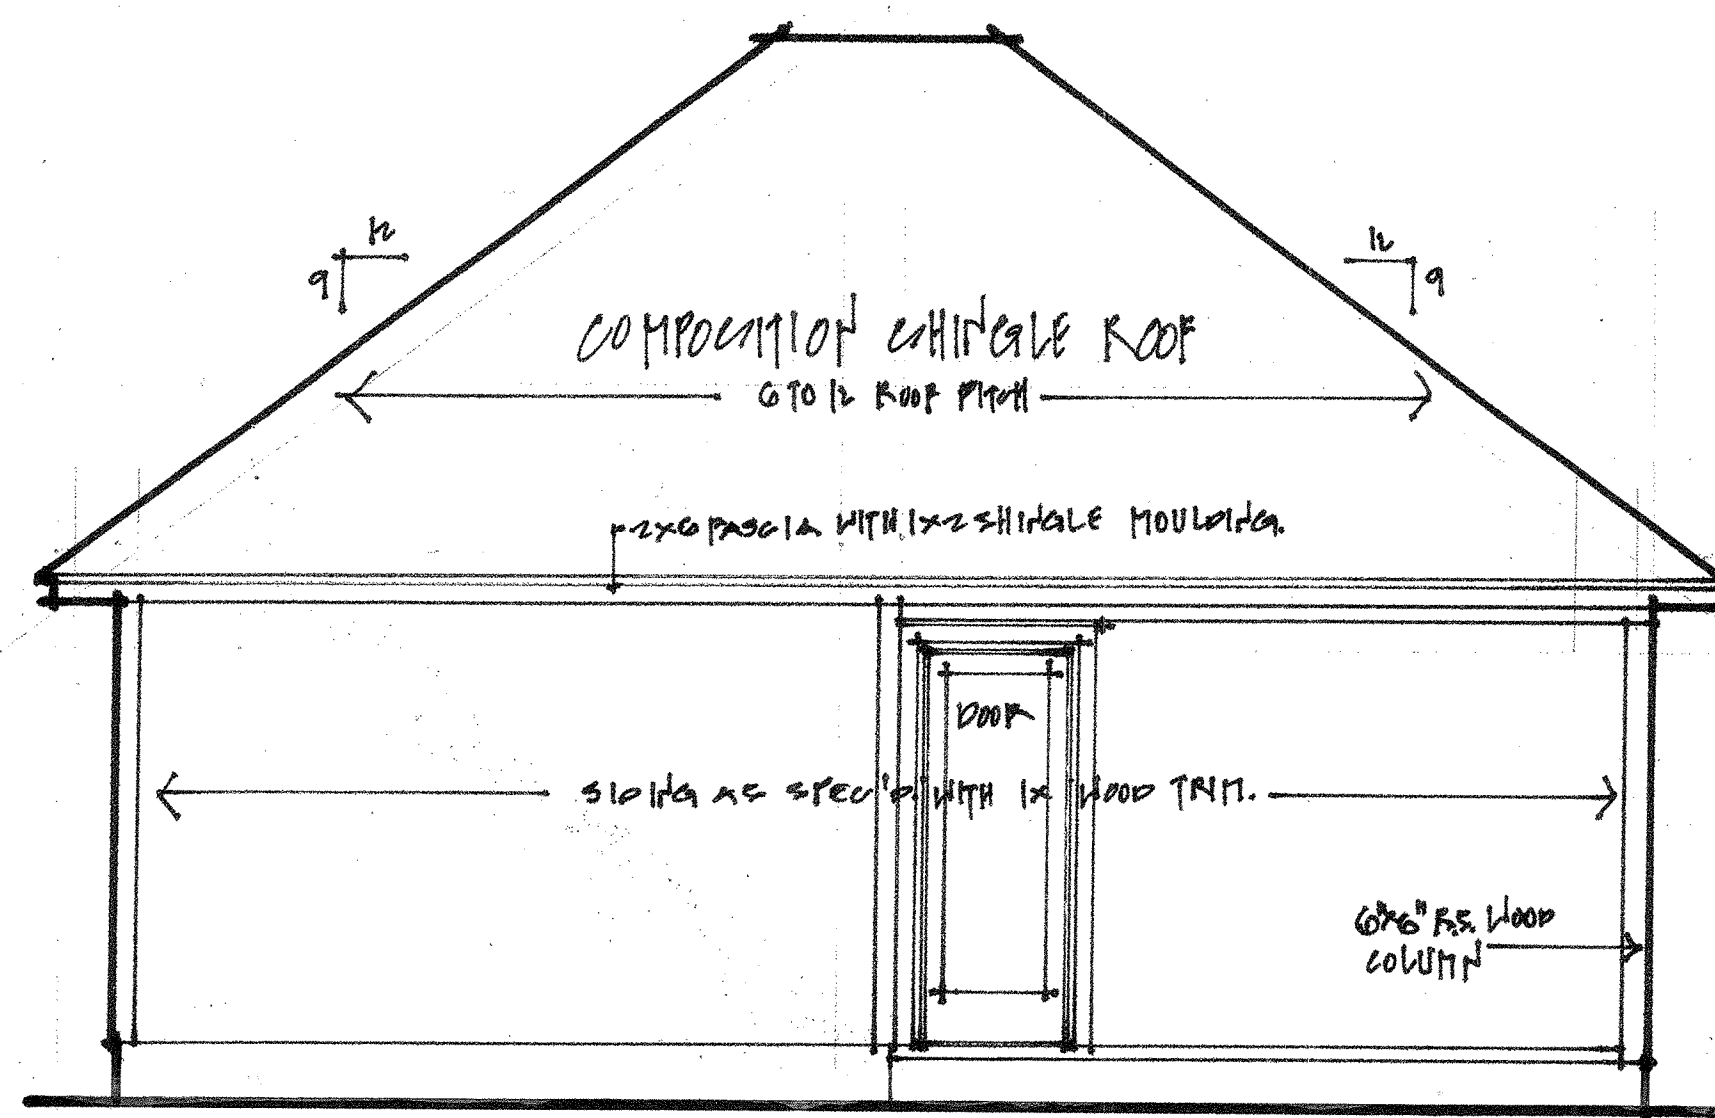 12
9
12
9
COMPOSITION SHINGLE ROOF
6 TO 12 ROOF PITCH
2x6 FASCIA WITH 1x2 SHINGLE MOULDING.
DOOR
SIDING AS SPEC'D. WITH 1x WOOD TRIM.
6"x6" R.S. WOOD
COLUMN